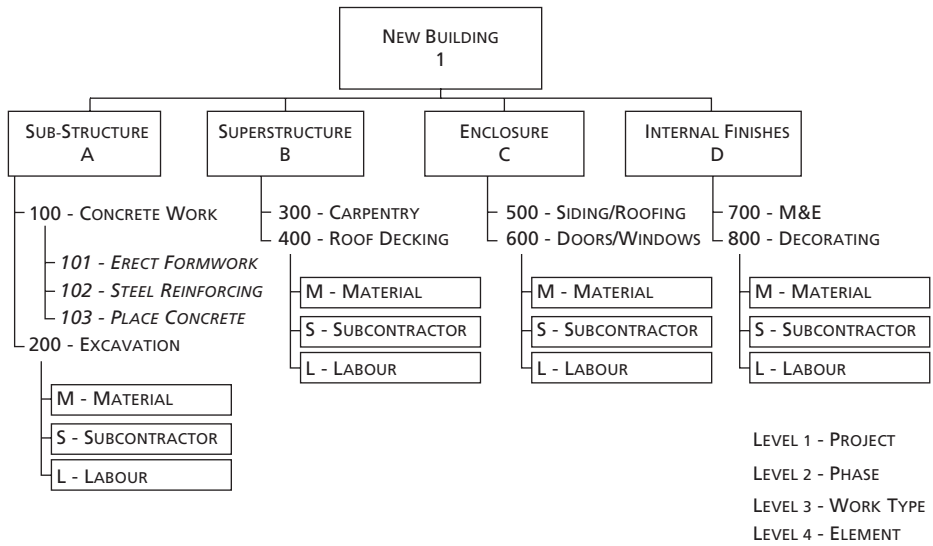 NEW BUILDING
1
SUB-STRUCTURE
A
SUPERSTRUCTURE
B
ENCLOSURE
C
INTERNAL FINISHES
D
100 - CONCRETE WORK
101 - ERECT FORMWORK
102 - STEEL REINFORCING
103 - PLACE CONCRETE
200 - EXCAVATION
M - MATERIAL
S - SUBCONTRACTOR
L - LABOUR
300 - CARPENTRY
400 - ROOF DECKING
M - MATERIAL
S - SUBCONTRACTOR
L - LABOUR
500 - SIDING/ROOFING
600 - DOORS/WINDOWS
M - MATERIAL
S - SUBCONTRACTOR
L - LABOUR
700 - M&E
800 - DECORATING
M - MATERIAL
S - SUBCONTRACTOR
L - LABOUR
LEVEL 1 - PROJECT
LEVEL 2 - PHASE
LEVEL 3 - WORK TYPE
LEVEL 4 - ELEMENT